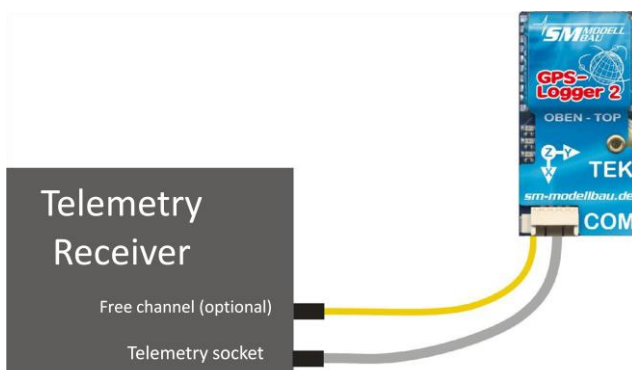 SM MODELL
BAU
GPS-
Logger 2
OBEN - TOP
Z Y
X
TEK
sm-modellbau.de
COM
Telemetry
Receiver
Free channel (optional)
Telemetry socket